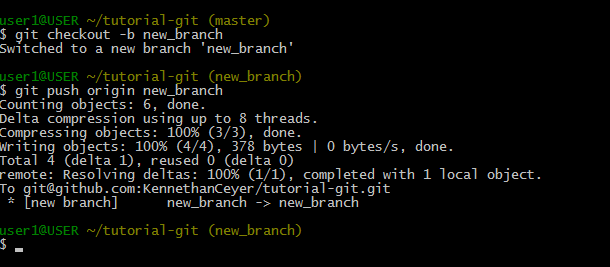 user1@USER ~/tutorial-git (master)
$ git checkout -b new_branch
Switched to a new branch 'new_branch'
user1@USER ~/tutorial-git (new_branch)
$ git push origin new_branch
Counting objects: 6, done.
Delta compression using up to 8 threads.
Compressing objects: 100% (3/3), done.
Writing objects: 100% (4/4), 378 bytes | 0 bytes/s, done.
Total 4 (delta 1), reused 0 (delta 0)
remote: Resolving deltas: 100% (1/1), completed with 1 local object.
To git@github.com:KennethanCeyer/tutorial-git.git
 * [new branch]      new_branch -> new_branch
user1@USER ~/tutorial-git (new_branch)
$